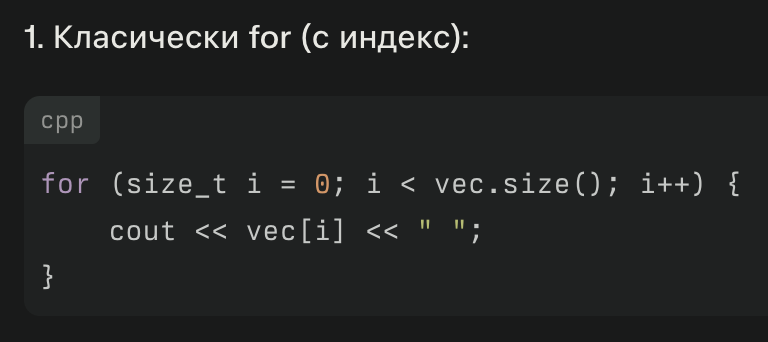 1. Класически for (с индекс):
cpp
for (size_t i = 0; i < vec.size(); i++) {
    cout << vec[i] << " ";
}